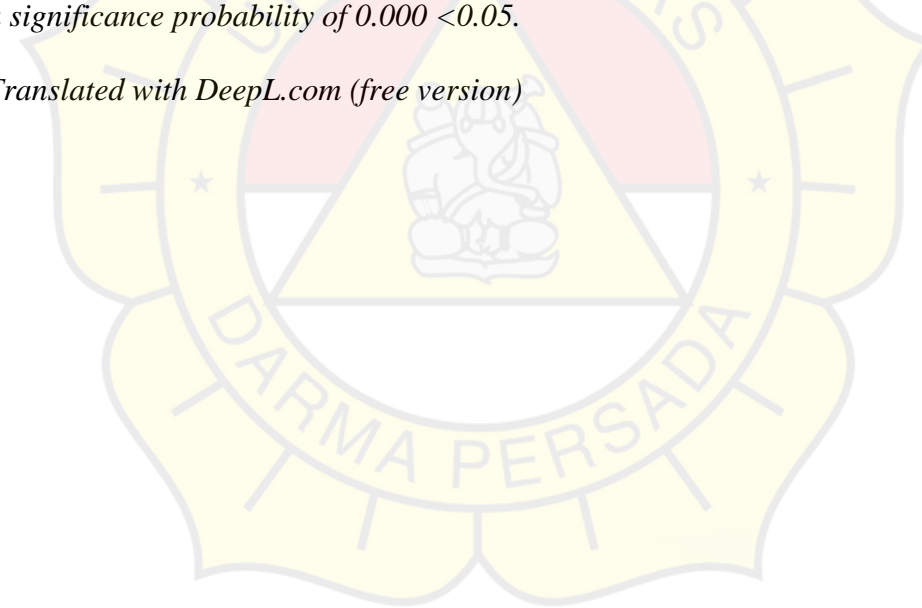 significance probability of 0.000 <0.05.
Translated with DeepL.com (free version)
DARMA PERSADA